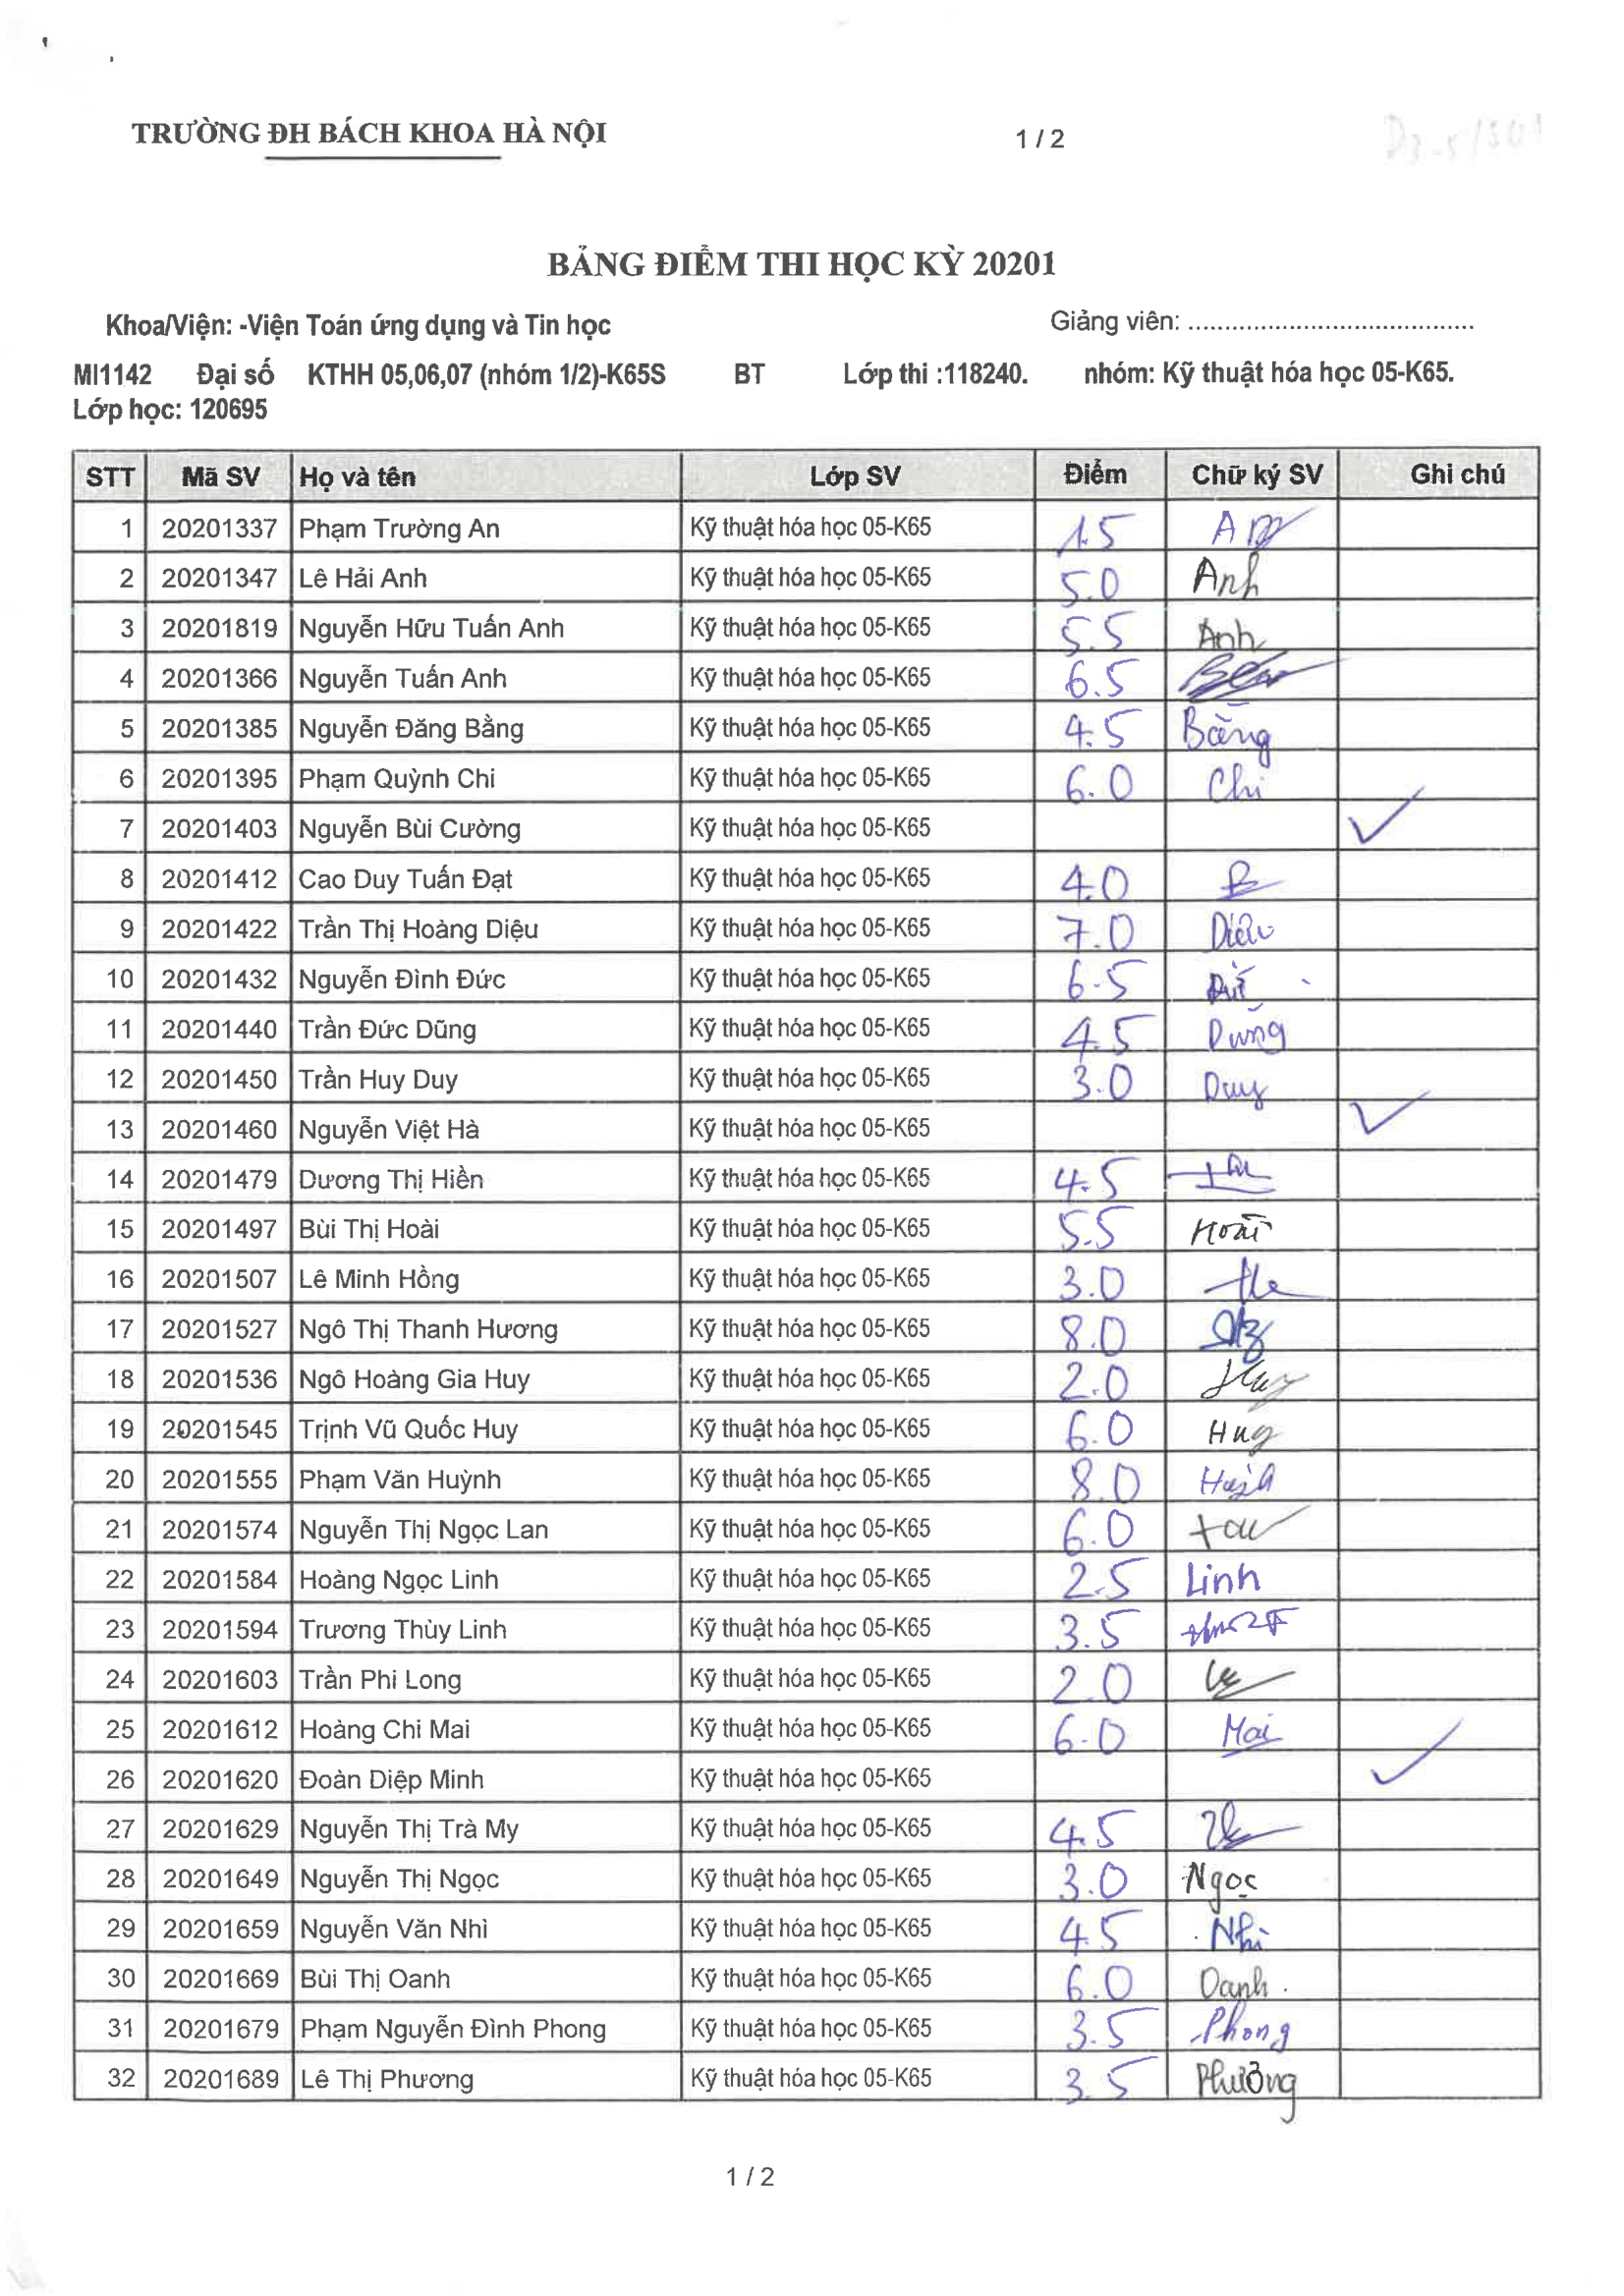 TRƯỜNG ĐH BÁCH KHOA HÀ NỘI 1 / 2
BẢNG ĐIỂM THI HỌC KỲ 20201
Khoa/Viện: -Viện Toán ứng dụng và Tin học Giảng viên: .......................................
MI1142 Đại số KTHH 05,06,07 (nhóm 1/2)-K65S BT Lớp thi :118240. nhóm: Kỹ thuật hóa học 05-K65.
Lớp học: 120695
STT Mã SV Họ và tên Lớp SV Điểm Chữ ký SV Ghi chú
1 20201337 Phạm Trường An Kỹ thuật hóa học 05-K65 1.5
2 20201347 Lê Hải Anh Kỹ thuật hóa học 05-K65 5.0 Anh
3 20201819 Nguyễn Hữu Tuấn Anh Kỹ thuật hóa học 05-K65 5.5 Anh
4 20201366 Nguyễn Tuấn Anh Kỹ thuật hóa học 05-K65 6.5
5 20201385 Nguyễn Đăng Bằng Kỹ thuật hóa học 05-K65 4.5 Bằng
6 20201395 Phạm Quỳnh Chi Kỹ thuật hóa học 05-K65 6.0 Chi
7 20201403 Nguyễn Bùi Cường Kỹ thuật hóa học 05-K65 ✓
8 20201412 Cao Duy Tuấn Đạt Kỹ thuật hóa học 05-K65 4.0
9 20201422 Trần Thị Hoàng Diệu Kỹ thuật hóa học 05-K65 7.0 Diệu
10 20201432 Nguyễn Đình Đức Kỹ thuật hóa học 05-K65 6.5
11 20201440 Trần Đức Dũng Kỹ thuật hóa học 05-K65 4.5 Dũng
12 20201450 Trần Huy Duy Kỹ thuật hóa học 05-K65 3.0 Duy
13 20201460 Nguyễn Việt Hà Kỹ thuật hóa học 05-K65 ✓
14 20201479 Dương Thị Hiền Kỹ thuật hóa học 05-K65 4.5
15 20201497 Bùi Thị Hoài Kỹ thuật hóa học 05-K65 5.5 Hoài
16 20201507 Lê Minh Hồng Kỹ thuật hóa học 05-K65 3.0
17 20201527 Ngô Thị Thanh Hương Kỹ thuật hóa học 05-K65 8.0
18 20201536 Ngô Hoàng Gia Huy Kỹ thuật hóa học 05-K65 2.0 Huy
19 20201545 Trịnh Vũ Quốc Huy Kỹ thuật hóa học 05-K65 6.0 Huy
20 20201555 Phạm Văn Huỳnh Kỹ thuật hóa học 05-K65 8.0
21 20201574 Nguyễn Thị Ngọc Lan Kỹ thuật hóa học 05-K65 6.0
22 20201584 Hoàng Ngọc Linh Kỹ thuật hóa học 05-K65 2.5 Linh
23 20201594 Trương Thùy Linh Kỹ thuật hóa học 05-K65 3.5
24 20201603 Trần Phi Long Kỹ thuật hóa học 05-K65 2.0
25 20201612 Hoàng Chi Mai Kỹ thuật hóa học 05-K65 6.0 Mai
26 20201620 Đoàn Diệp Minh Kỹ thuật hóa học 05-K65 ✓
27 20201629 Nguyễn Thị Trà My Kỹ thuật hóa học 05-K65 4.5
28 20201649 Nguyễn Thị Ngọc Kỹ thuật hóa học 05-K65 3.0 Ngọc
29 20201659 Nguyễn Văn Nhì Kỹ thuật hóa học 05-K65 4.5 Nhì
30 20201669 Bùi Thị Oanh Kỹ thuật hóa học 05-K65 6.0 Oanh
31 20201679 Phạm Nguyễn Đình Phong Kỹ thuật hóa học 05-K65 3.5 Phong
32 20201689 Lê Thị Phương Kỹ thuật hóa học 05-K65 3.5 Phương
1 / 2